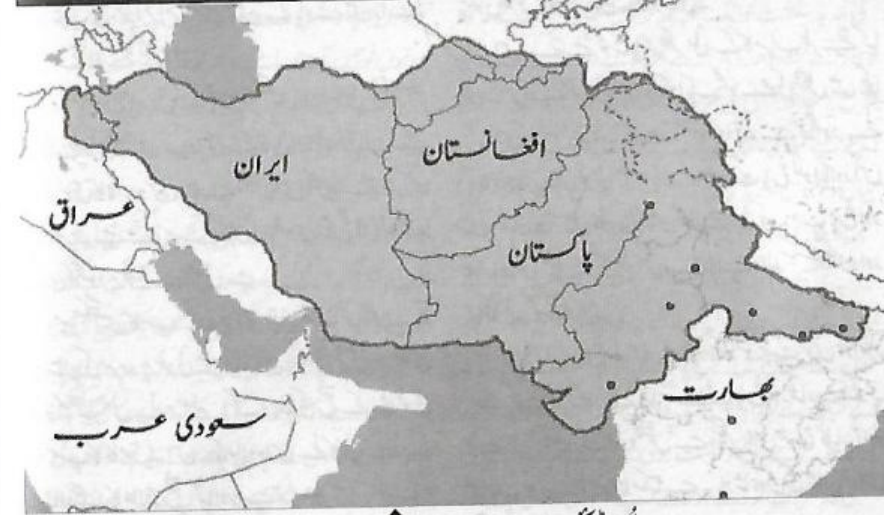 افغانستان
ایران
عراق
پاکستان
بھارت
سعودی عرب